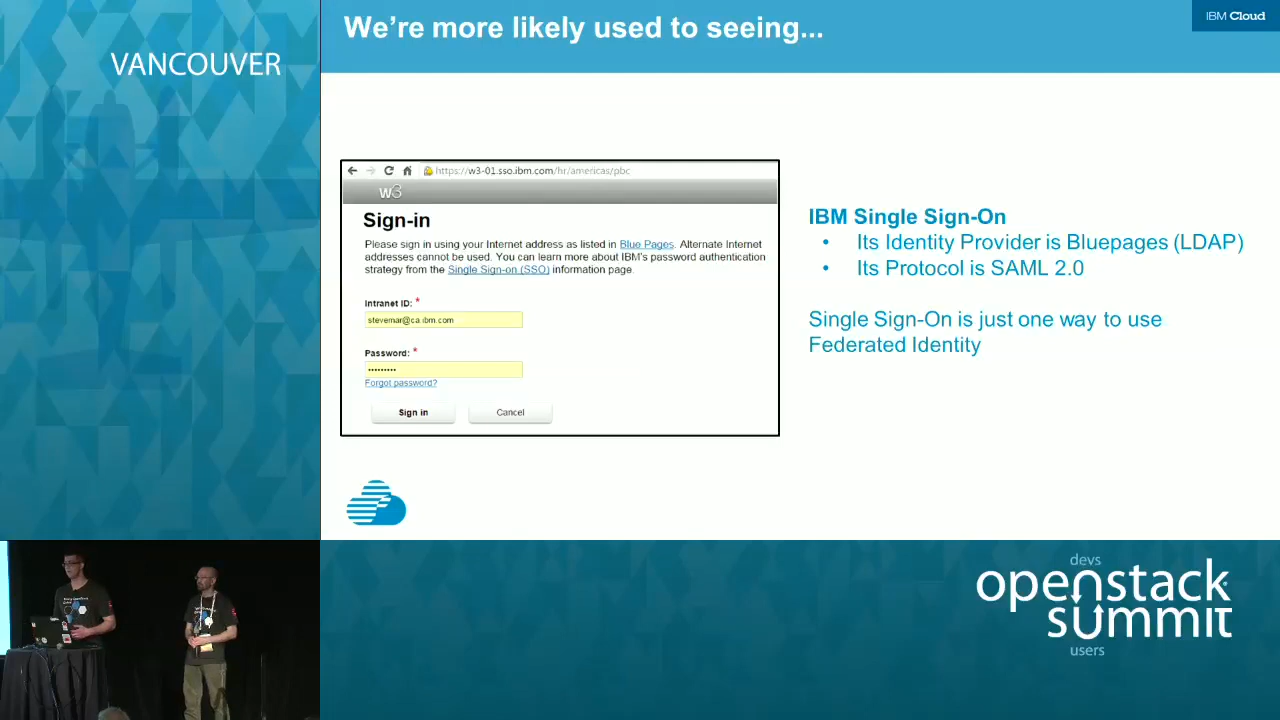 VANCOUVER
We're more likely used to seeing...
IBM Cloud
https://w3-01.sso.ibm.com/hr/americas/pbc
w3
Sign-in
Please sign in using your Internet address as listed in Blue Pages. Alternate Internet
addresses cannot be used. You can learn more about IBM's password authentication
strategy from the Single Sign-on (SSO) information page.
Intranet ID: *
stevemar@ca.ibm.com
Password: *
•••••••••
Forgot password?
Sign in
Cancel
IBM Single Sign-On
• Its Identity Provider is Bluepages (LDAP)
• Its Protocol is SAML 2.0
Single Sign-On is just one way to use
Federated Identity
devs
openstack
summit
users